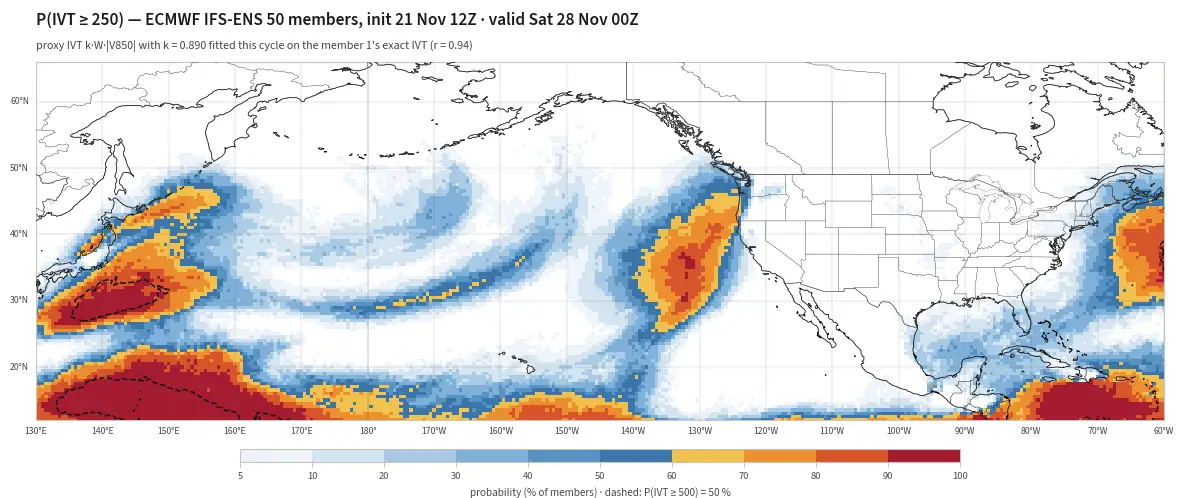 P(IVT ≥ 250) — ECMWF IFS-ENS 50 members, init 21 Nov 12Z · valid Sat 28 Nov 00Z
proxy IVT k·W·|V850| with k = 0.890 fitted this cycle on the member 1's exact IVT (r = 0.94)
60°N
50°N
40°N
30°N
20°N
130°E 140°E 150°E 160°E 170°E 180° 170°W 160°W 150°W 140°W 130°W 120°W 110°W 100°W 90°W 80°W 70°W 60°W
5 10 20 30 40 50 60 70 80 90 100
probability (% of members) · dashed: P(IVT ≥ 500) = 50 %